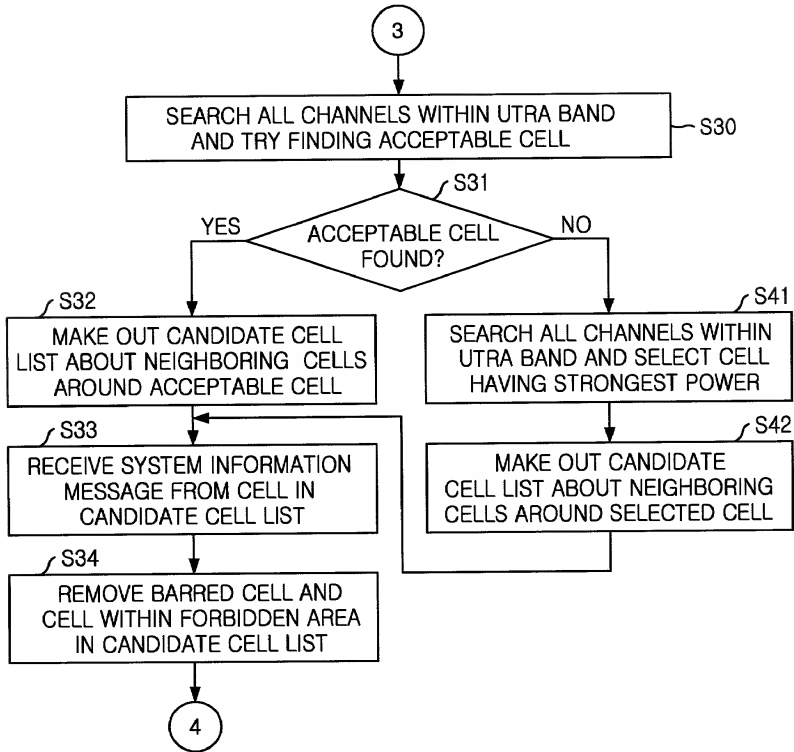 3
SEARCH ALL CHANNELS WITHIN UTRA BAND
AND TRY FINDING ACCEPTABLE CELL
S30
S31
ACCEPTABLE CELL
FOUND?
YES
NO
S32
MAKE OUT CANDIDATE CELL
LIST ABOUT NEIGHBORING CELLS
AROUND ACCEPTABLE CELL
S41
SEARCH ALL CHANNELS WITHIN
UTRA BAND AND SELECT CELL
HAVING STRONGEST POWER
S33
RECEIVE SYSTEM INFORMATION
MESSAGE FROM CELL IN
CANDIDATE CELL LIST
S42
MAKE OUT CANDIDATE
CELL LIST ABOUT NEIGHBORING
CELLS AROUND SELECTED CELL
S34
REMOVE BARRED CELL AND
CELL WITHIN FORBIDDEN AREA
IN CANDIDATE CELL LIST
4